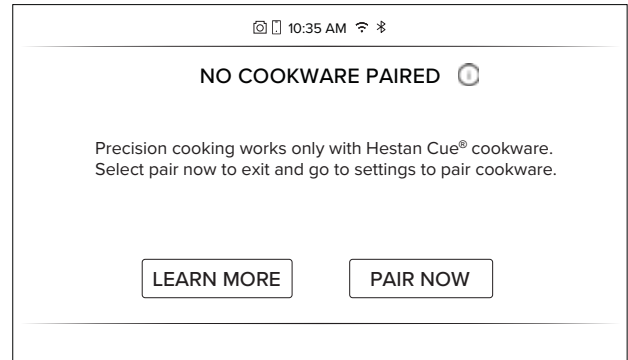 10:35 AM
NO COOKWARE PAIRED
Precision cooking works only with Hestan Cue® cookware.
Select pair now to exit and go to settings to pair cookware.
LEARN MORE
PAIR NOW